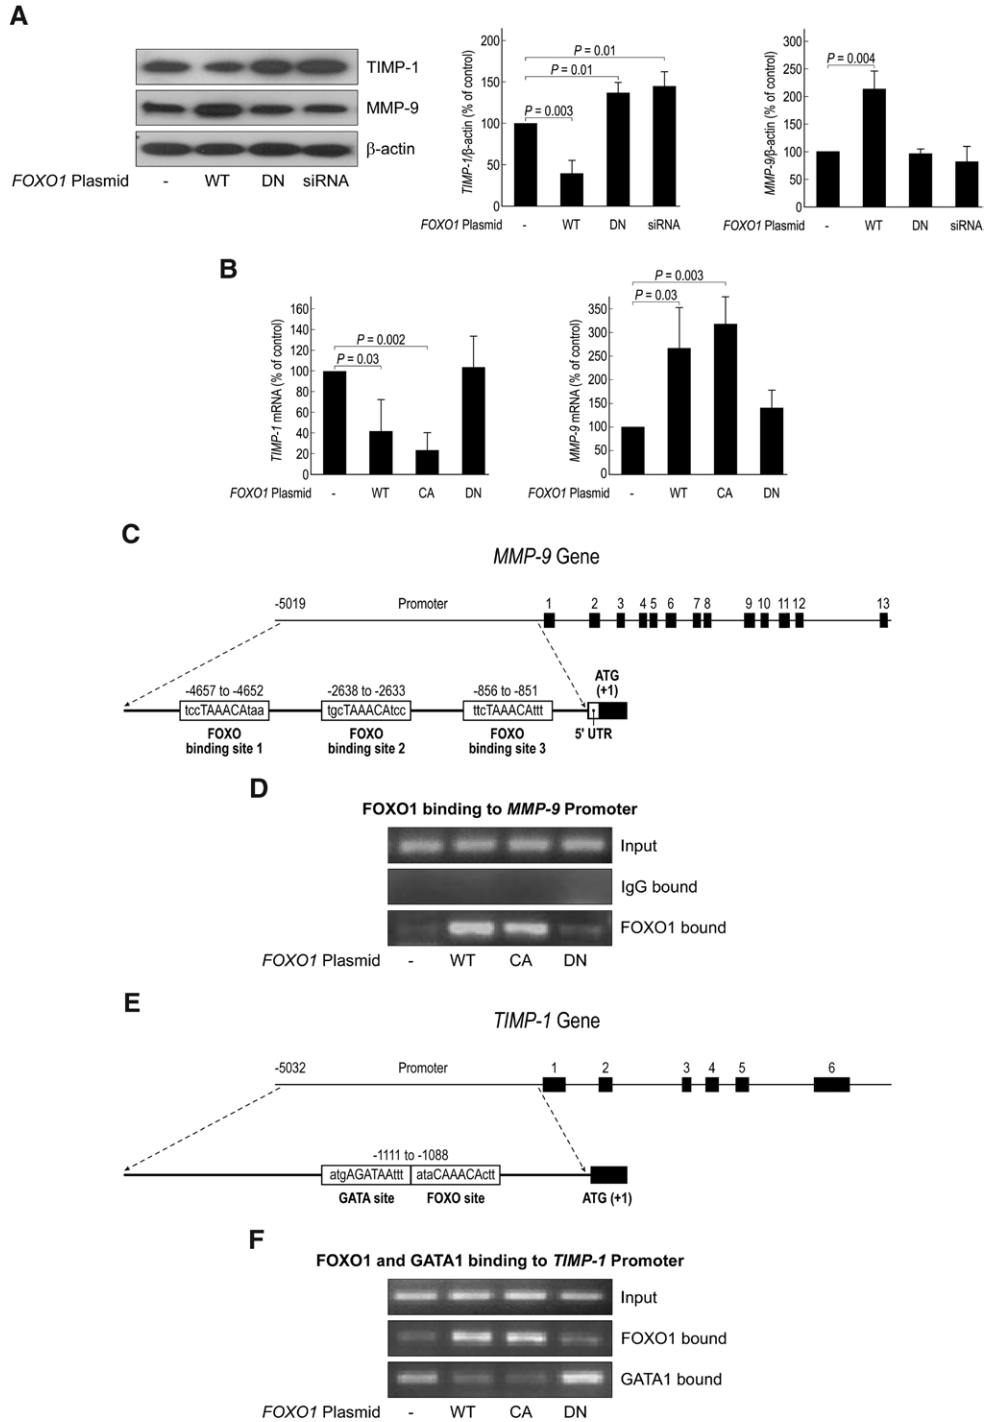 A
TIMP-1
MMP-9
β-actin
FOXO1 Plasmid - WT DN siRNA
TIMP-1/β-actin (% of control)
200
150
100
50
0
P = 0.01
P = 0.01
P = 0.003
FOXO1 Plasmid - WT DN siRNA
MMP-9/β-actin (% of control)
300
250
200
150
100
50
0
P = 0.004
FOXO1 Plasmid - WT DN siRNA
B
TIMP-1 mRNA (% of control)
160
140
120
100
80
60
40
20
0
P = 0.002
P = 0.03
FOXO1 Plasmid - WT CA DN
MMP-9 mRNA (% of control)
350
300
250
200
150
100
50
0
P = 0.003
P = 0.03
FOXO1 Plasmid - WT CA DN
C
MMP-9 Gene
-5019 Promoter 1 2 3 4 5 6 7 8 9 10 11 12 13
ATG
(+1)
-4657 to -4652 -2638 to -2633 -856 to -851
tccTAAACAtaa tgcTAAACAtcc ttcTAAACAttt
FOXO FOXO FOXO 5' UTR
binding site 1 binding site 2 binding site 3
D
FOXO1 binding to MMP-9 Promoter
Input
IgG bound
FOXO1 bound
FOXO1 Plasmid - WT CA DN
E
TIMP-1 Gene
-5032 Promoter 1 2 3 4 5 6
-1111 to -1088
atgAGATAAttt ataCAAACActt
GATA site FOXO site ATG (+1)
F
FOXO1 and GATA1 binding to TIMP-1 Promoter
Input
FOXO1 bound
GATA1 bound
FOXO1 Plasmid - WT CA DN